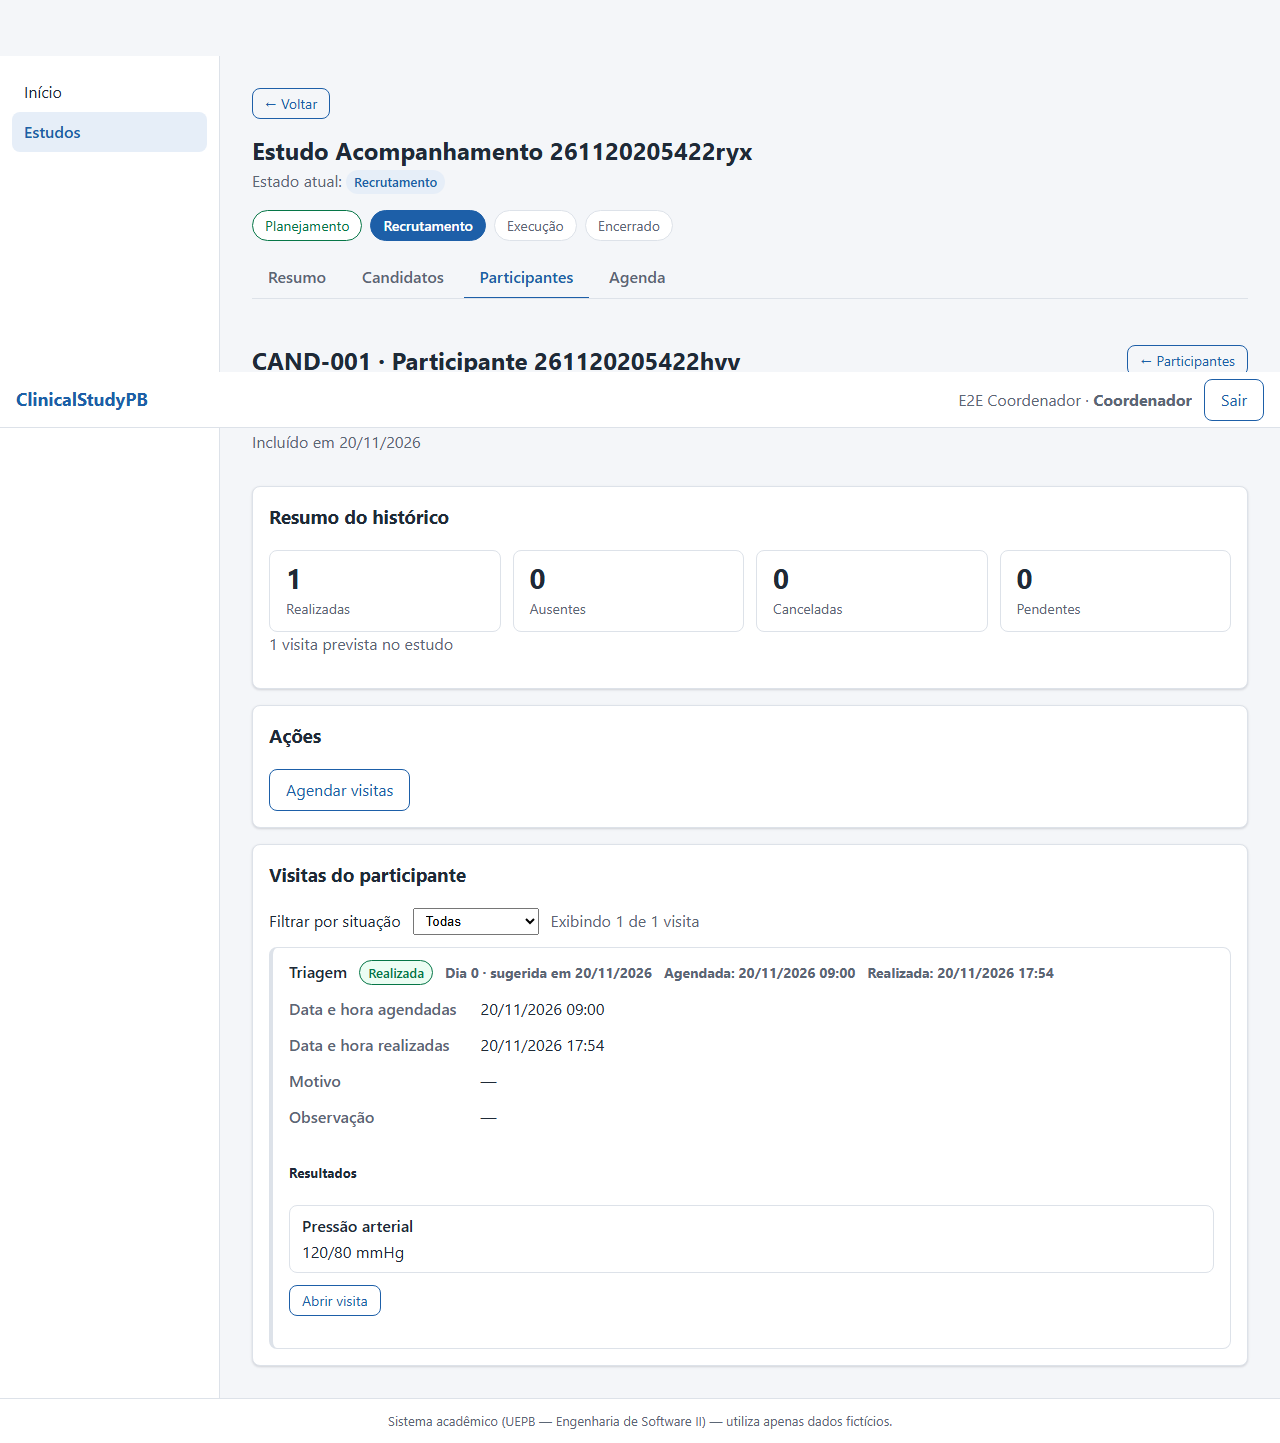 Início
Estudos
← Voltar
Estudo Acompanhamento 261120205422ryx
Estado atual: Recrutamento
Planejamento Recrutamento Execução Encerrado
Resumo Candidatos Participantes Agenda
CAND-001 · Participante 261120205422hvv
← Participantes
ClinicalStudyPB
E2E Coordenador · Coordenador Sair
Incluído em 20/11/2026
Resumo do histórico
1 0 0 0
Realizadas Ausentes Canceladas Pendentes
1 visita prevista no estudo
Ações
Agendar visitas
Visitas do participante
Filtrar por situação Todas Exibindo 1 de 1 visita
Triagem Realizada Dia 0 · sugerida em 20/11/2026 Agendada: 20/11/2026 09:00 Realizada: 20/11/2026 17:54
Data e hora agendadas 20/11/2026 09:00
Data e hora realizadas 20/11/2026 17:54
Motivo —
Observação —
Resultados
Pressão arterial
120/80 mmHg
Abrir visita
Sistema acadêmico (UEPB — Engenharia de Software II) — utiliza apenas dados fictícios.